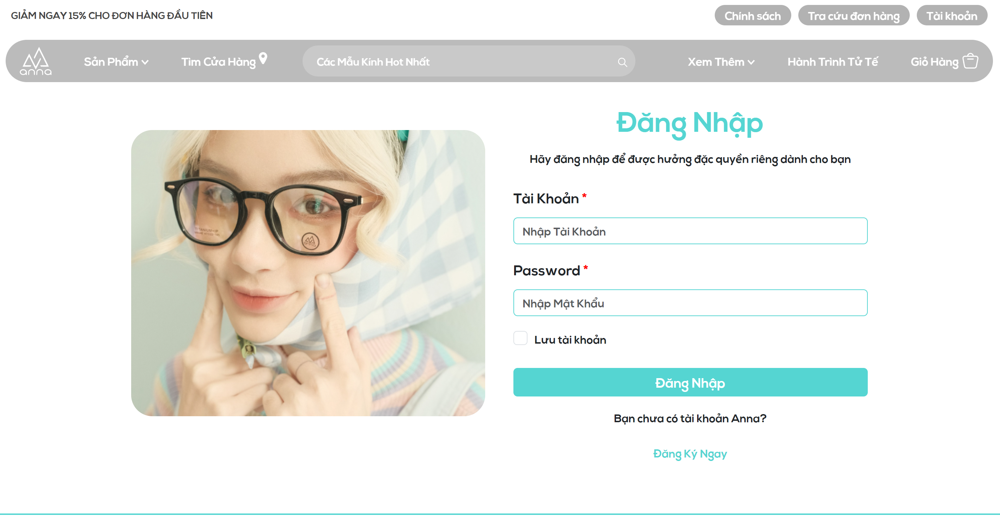 GIẢM NGAY 15% CHO ĐƠN HÀNG ĐẦU TIÊN
Chính sách
Tra cứu đơn hàng
Tài khoản
anna
Sản Phẩm
Tìm Cửa Hàng
Các Mẫu Kính Hot Nhất
Xem Thêm
Hành Trình Tử Tế
Giỏ Hàng
TITANIUM-IP
anna
Đăng Nhập
Hãy đăng nhập để được hưởng đặc quyền riêng dành cho bạn
Tài Khoản *
Nhập Tài Khoản
Password *
Nhập Mật Khẩu
Lưu tài khoản
Đăng Nhập
Bạn chưa có tài khoản Anna?
Đăng Ký Ngay